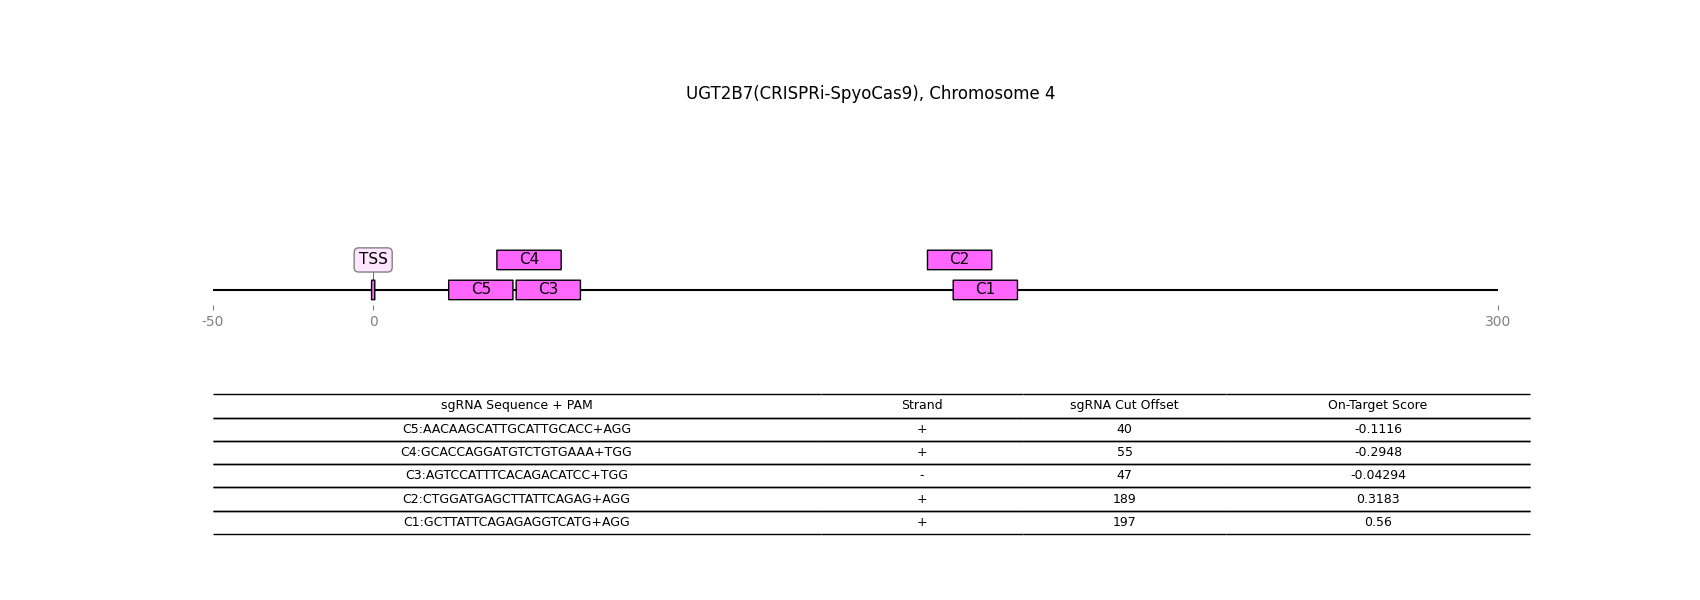 UGT2B7(CRISPRi-SpyoCas9), Chromosome 4
TSS C4 C2
C5 C3 C1
-50 0 300
sgRNA Sequence + PAM Strand sgRNA Cut Offset On-Target Score
C5:AACAAGCATTGCATTGCACC+AGG + 40 -0.1116
C4:GCACCAGGATGTCTGTGAAA+TGG + 55 -0.2948
C3:AGTCCATTTCACAGACATCC+TGG - 47 -0.04294
C2:CTGGATGAGCTTATTCAGAG+AGG + 189 0.3183
C1:GCTTATTCAGAGAGGTCATG+AGG + 197 0.56